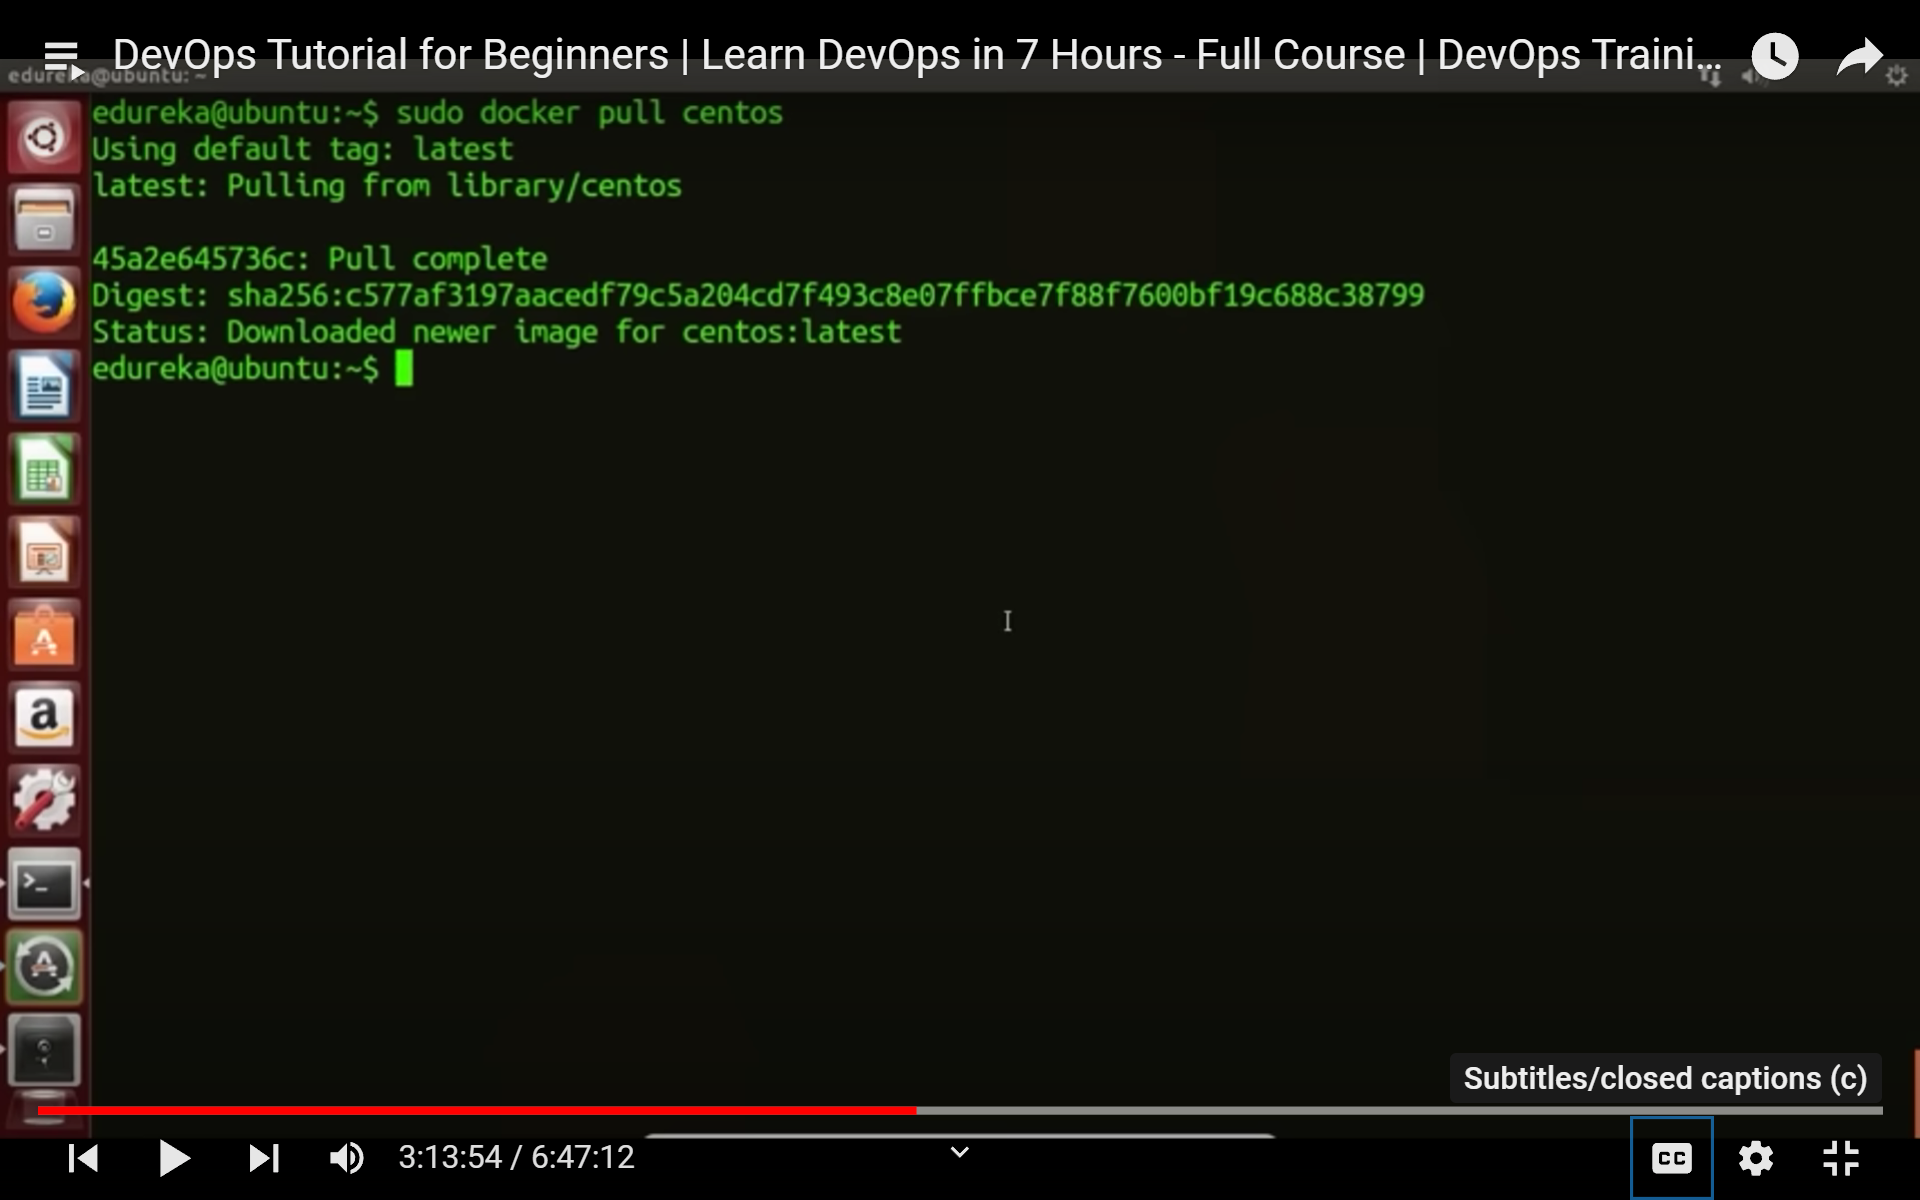 DevOps Tutorial for Beginners | Learn DevOps in 7 Hours - Full Course | DevOps Traini...
edureka@ubuntu: ~
edureka@ubuntu:~$ sudo docker pull centos
Using default tag: latest
latest: Pulling from library/centos
45a2e645736c: Pull complete
Digest: sha256:c577af3197aacedf79c5a204cd7f493c8e07ffbce7f88f7600bf19c688c38799
Status: Downloaded newer image for centos:latest
edureka@ubuntu:~$
Subtitles/closed captions (c)
3:13:54 / 6:47:12
CC